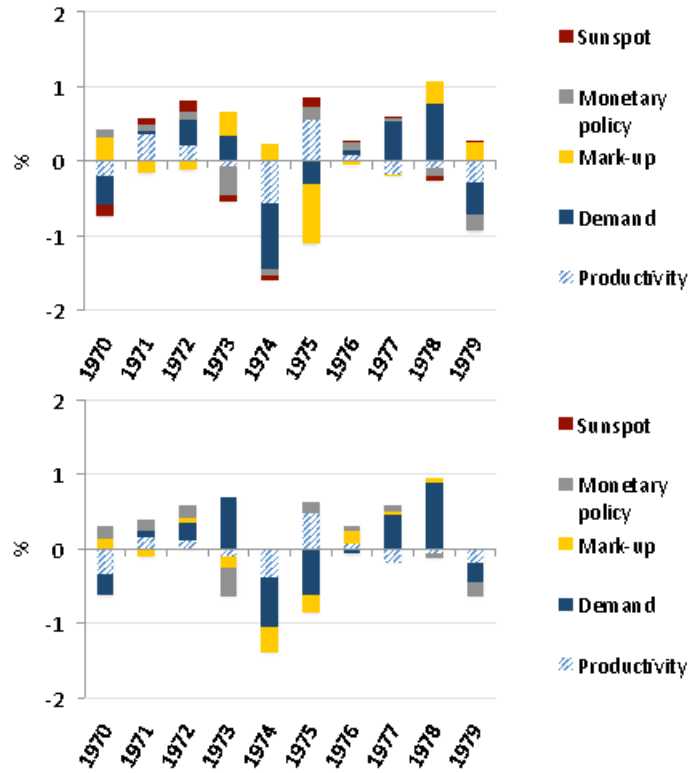 2
1
0
-1
-2
%
1970
1971
1972
1973
1974
1975
1976
1977
1978
1979
Sunspot
Monetary
policy
Mark-up
Demand
Productivity
2
1
0
-1
-2
%
1970
1971
1972
1973
1974
1975
1976
1977
1978
1979
Sunspot
Monetary
policy
Mark-up
Demand
Productivity